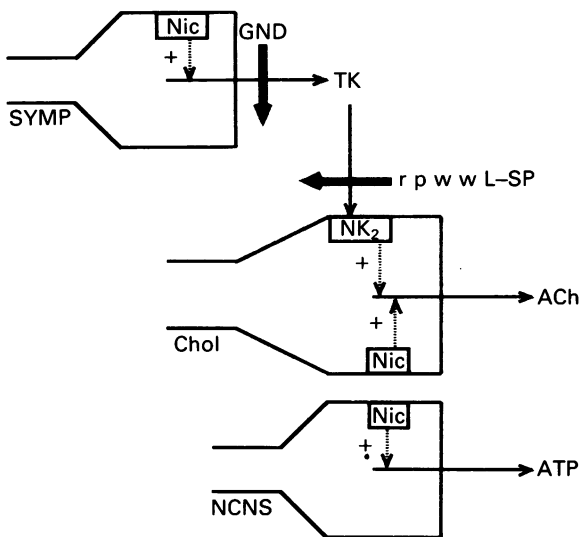 Nic
GND
+
TK
SYMP
r p w w L–SP
NK₂
+
ACh
+
Chol
Nic
Nic
+
ATP
NCNS